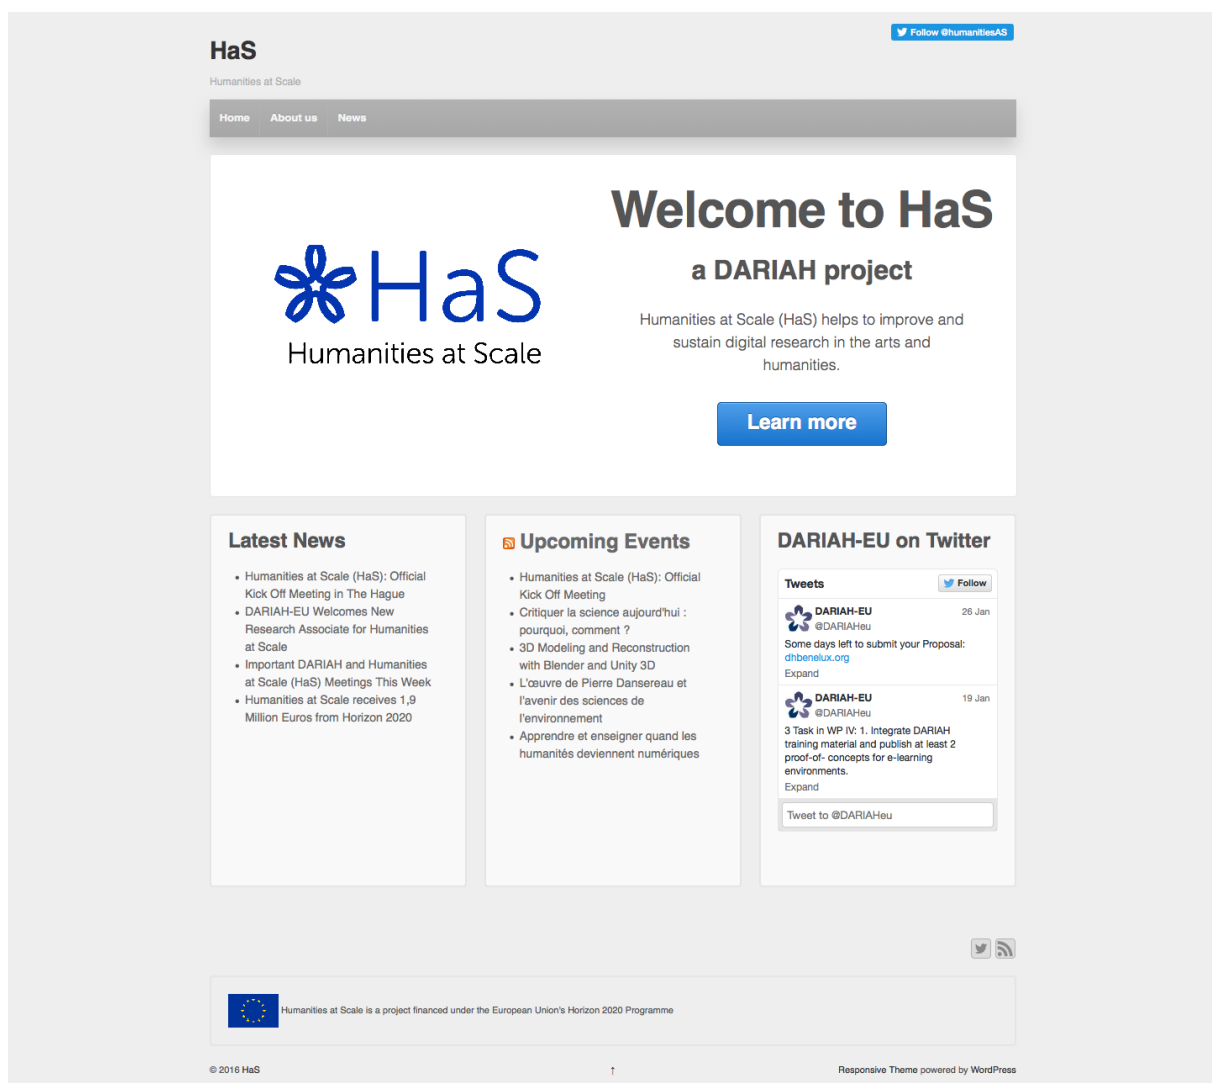 HaS
Follow @humanitiesAS
Humanities at Scale
Home
About us
News
HaS
Humanities at Scale
Welcome to HaS
a DARIAH project
Humanities at Scale (HaS) helps to improve and
sustain digital research in the arts and
humanities.
Learn more
Latest News
Humanities at Scale (HaS): Official
Kick Off Meeting in The Hague
DARIAH-EU Welcomes New
Research Associate for Humanities
at Scale
Important DARIAH and Humanities
at Scale (HaS) Meetings This Week
Humanities at Scale receives 1,9
Million Euros from Horizon 2020
Upcoming Events
Humanities at Scale (HaS): Official
Kick Off Meeting
Critiquer la science aujourd'hui :
pourquoi, comment ?
3D Modeling and Reconstruction
with Blender and Unity 3D
L'œuvre de Pierre Dansereau et
l'avenir des sciences de
l'environnement
Apprendre et enseigner quand les
humanités deviennent numériques
DARIAH-EU on Twitter
Tweets
Follow
DARIAH-EU
26 Jan
@DARIAHeu
Some days left to submit your Proposal:
dhbenelux.org
Expand
DARIAH-EU
19 Jan
@DARIAHeu
3 Task in WP IV: 1. Integrate DARIAH
training material and publish at least 2
proof-of- concepts for e-learning
environments.
Expand
Tweet to @DARIAHeu
Humanities at Scale is a project financed under the European Union's Horizon 2020 Programme
© 2016 HaS
↑
Responsive Theme powered by WordPress